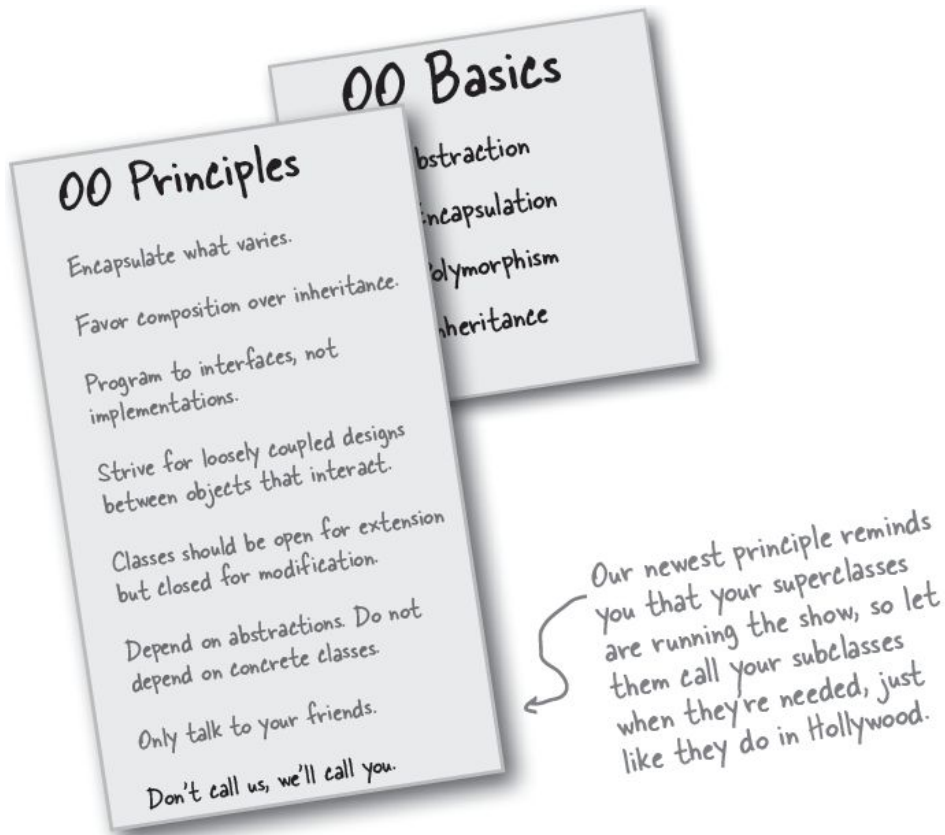 OO Basics
bstraction
ncapsulation
olymorphism
nheritance
OO Principles
Encapsulate what varies.
Favor composition over inheritance.
Program to interfaces, not
implementations.
Strive for loosely coupled designs
between objects that interact.
Classes should be open for extension
but closed for modification.
Depend on abstractions. Do not
depend on concrete classes.
Only talk to your friends.
Don't call us, we'll call you.
Our newest principle reminds
you that your superclasses
are running the show, so let
them call your subclasses
when they're needed, just
like they do in Hollywood.